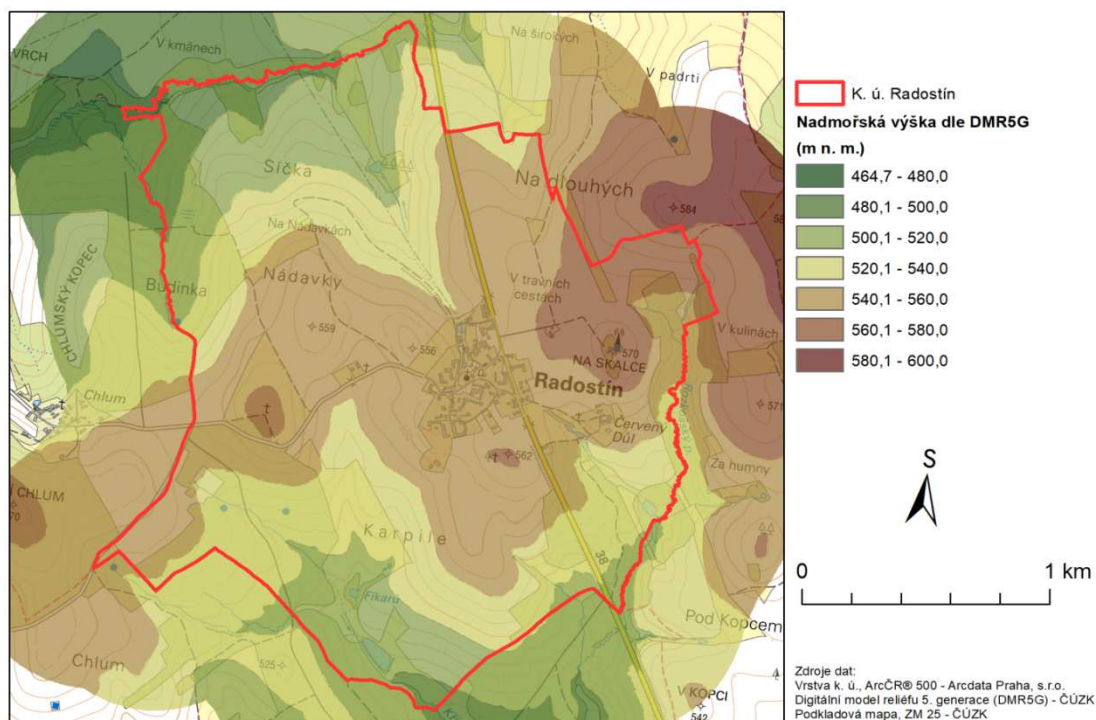 VRCH
V kmánech
Na širokých
V padrti
Síčka
Na dlouhých
584
Na Nádavkách
CHLUMSKÝ KOPEC
Budínka
Nádavky
V travních
cestách
V kulinách
559
556
68
570
NA SKALCE
Chlum
Radostín
571
Červený
Důl
562
Za humny
CHLUM
70
Karpile
38
Fikarů
Pod Kopcem
Chlum
525
V KOPCI
542
K. ú. Radostín
Nadmořská výška dle DMR5G
(m n. m.)
464,7 - 480,0
480,1 - 500,0
500,1 - 520,0
520,1 - 540,0
540,1 - 560,0
560,1 - 580,0
580,1 - 600,0
S
0 1 km
Zdroje dat:
Vrstva k. ú., ArcČR® 500 - Arcdata Praha, s.r.o.
Digitální model reliéfu 5. generace (DMR5G) - ČÚZK
Podkladová mapa, ZM 25 - ČÚZK